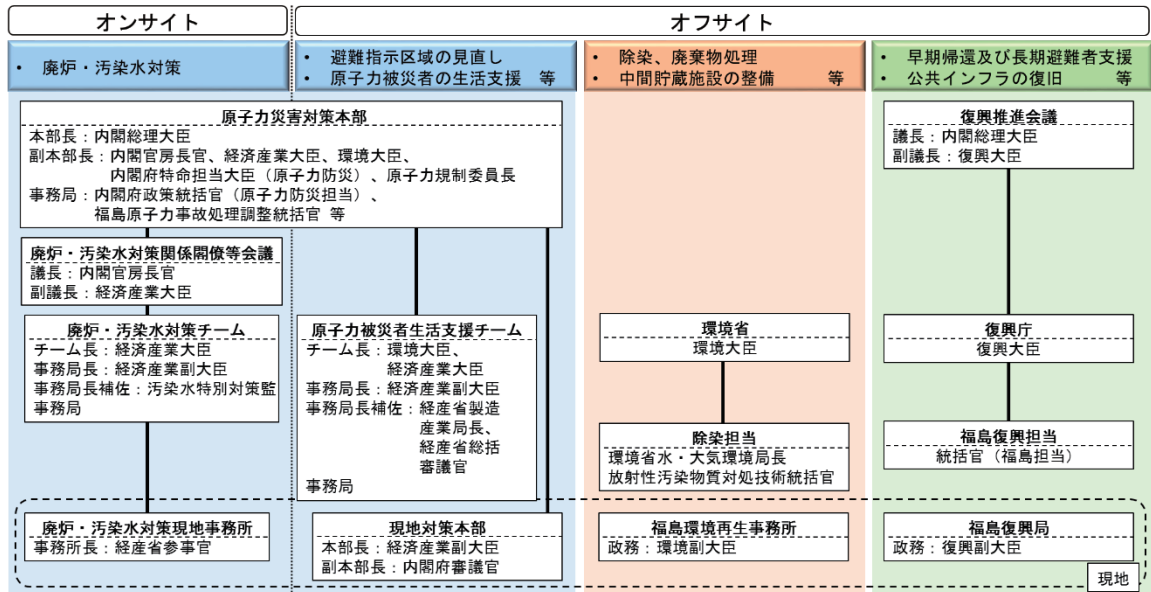 オンサイト
オフサイト
・ 廃炉・汚染水対策
・ 避難指示区域の見直し
・ 原子力被災者の生活支援 等
・ 除染、廃棄物処理
・ 中間貯蔵施設の整備 等
・ 早期帰還及び長期避難者支援
・ 公共インフラの復旧 等
原子力災害対策本部
本部長：内閣総理大臣
副本部長：内閣官房長官、経済産業大臣、環境大臣、
内閣府特命担当大臣（原子力防災）、原子力規制委員長
事務局：内閣府政策統括官（原子力防災担当）、
福島原子力事故処理調整統括官 等
復興推進会議
議長：内閣総理大臣
副議長：復興大臣
廃炉・汚染水対策関係閣僚等会議
議長：内閣官房長官
副議長：経済産業大臣
廃炉・汚染水対策チーム
チーム長：経済産業大臣
事務局長：経済産業副大臣
事務局長補佐：汚染水特別対策監
事務局
原子力被災者生活支援チーム
チーム長：環境大臣、
経済産業大臣
事務局長：経済産業副大臣
事務局長補佐：経産省製造
産業局長、
経産省総括
審議官
事務局
環境省
環境大臣
復興庁
復興大臣
除染担当
環境省水・大気環境局長
放射性汚染物質対処技術統括官
福島復興担当
統括官（福島担当）
廃炉・汚染水対策現地事務所
事務所長：経産省参事官
現地対策本部
本部長：経済産業副大臣
副本部長：内閣府審議官
福島環境再生事務所
政務：環境副大臣
福島復興局
政務：復興副大臣
現地